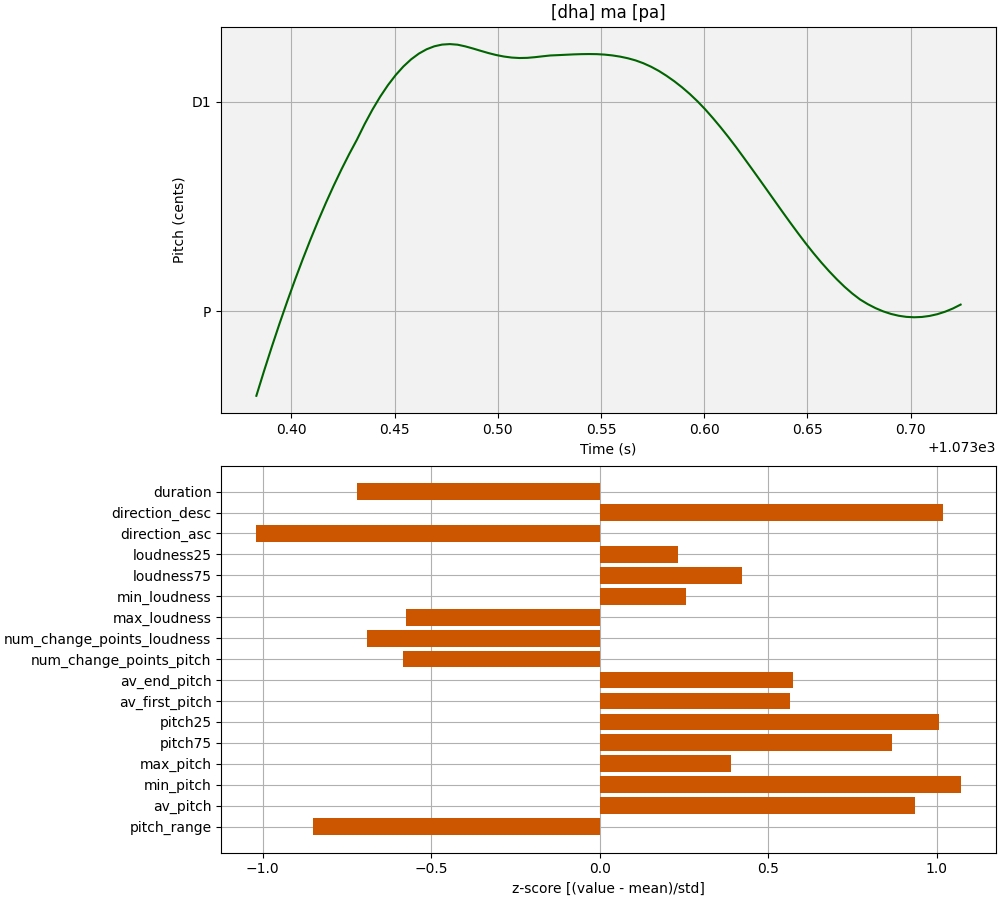 [dha] ma [pa]
D1
P
Pitch (cents)
0.40 0.45 0.50 0.55 0.60 0.65 0.70
Time (s)
+1.073e3
duration
direction_desc
direction_asc
loudness25
loudness75
min_loudness
max_loudness
num_change_points_loudness
num_change_points_pitch
av_end_pitch
av_first_pitch
pitch25
pitch75
max_pitch
min_pitch
av_pitch
pitch_range
−1.0 −0.5 0.0 0.5 1.0
z-score [(value - mean)/std]